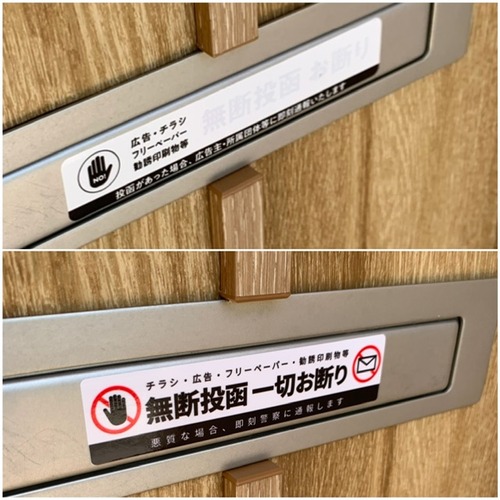 広告・チラシ
フリーペーパー
勧誘印刷物等
無断投函 お断り
NO!
投函があった場合、広告主・所属団体等に即刻通報いたします
チラシ・広告・フリーペーパー・勧誘印刷物等
無断投函 一切お断り
悪質な場合、即刻警察に通報します